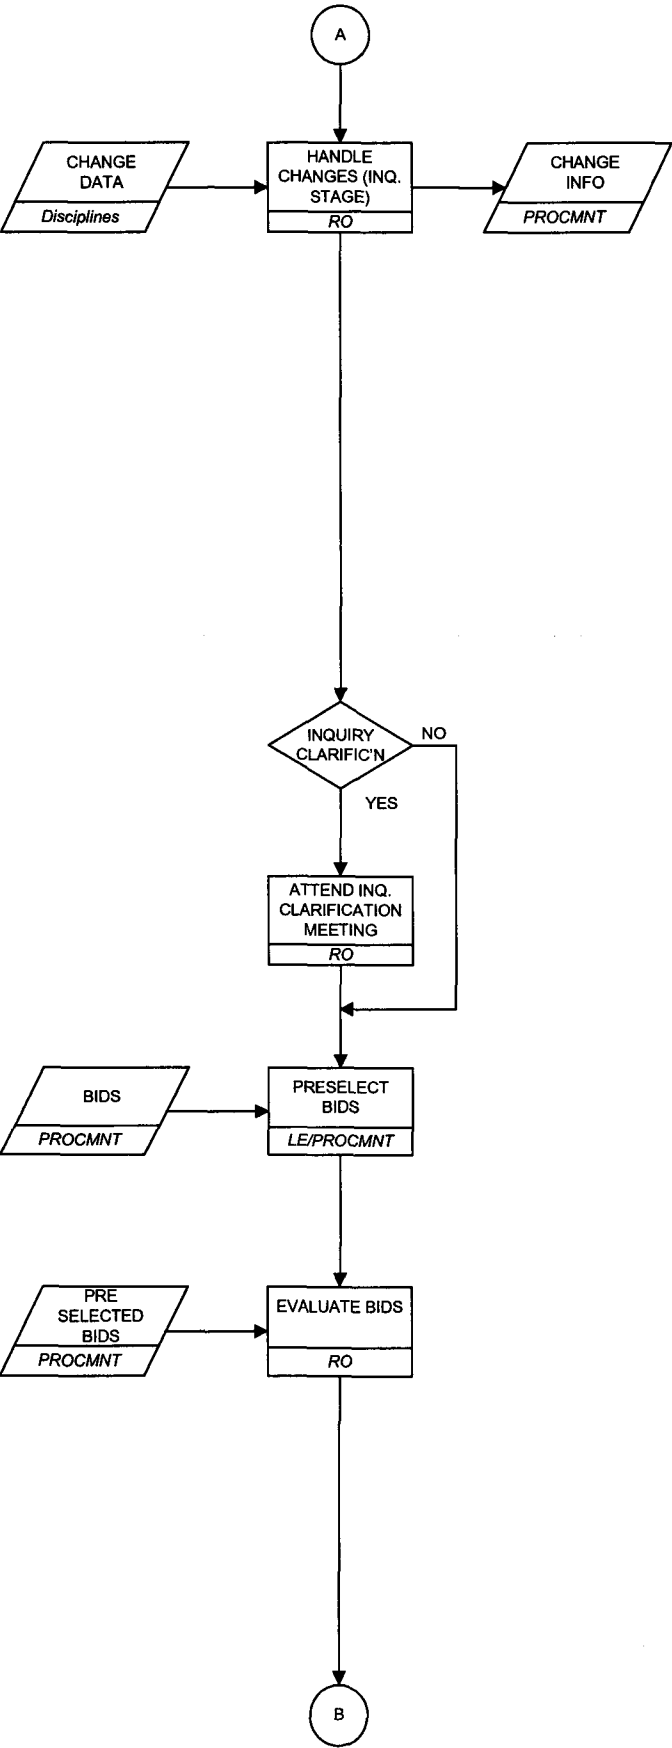 A
CHANGE
DATA
Disciplines
HANDLE
CHANGES (INQ.
STAGE)
RO
CHANGE
INFO
PROCMNT
INQUIRY
CLARIFIC'N
NO
YES
ATTEND INQ.
CLARIFICATION
MEETING
RO
BIDS
PROCMNT
PRESELECT
BIDS
LE/PROCMNT
PRE
SELECTED
BIDS
PROCMNT
EVALUATE BIDS
RO
B